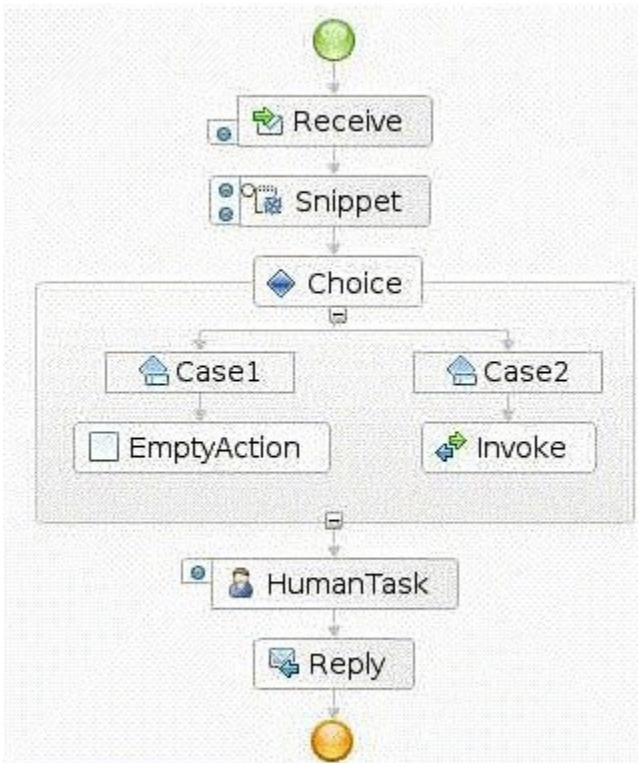 Receive
Snippet
Choice
Case1 Case2
EmptyAction Invoke
HumanTask
Reply